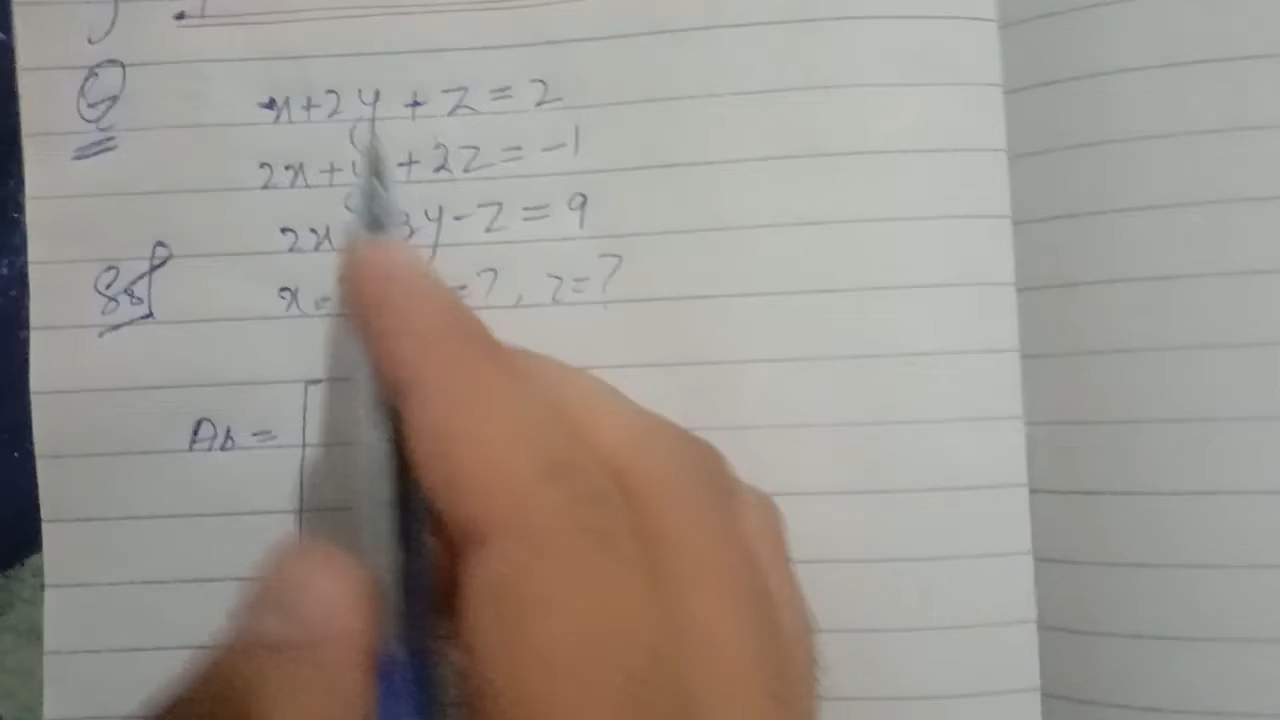 Q
x+2y+z=2
2x+y+2z=-1
2x 3y-z=9
Sol
x= =?, z=?
Ab = [